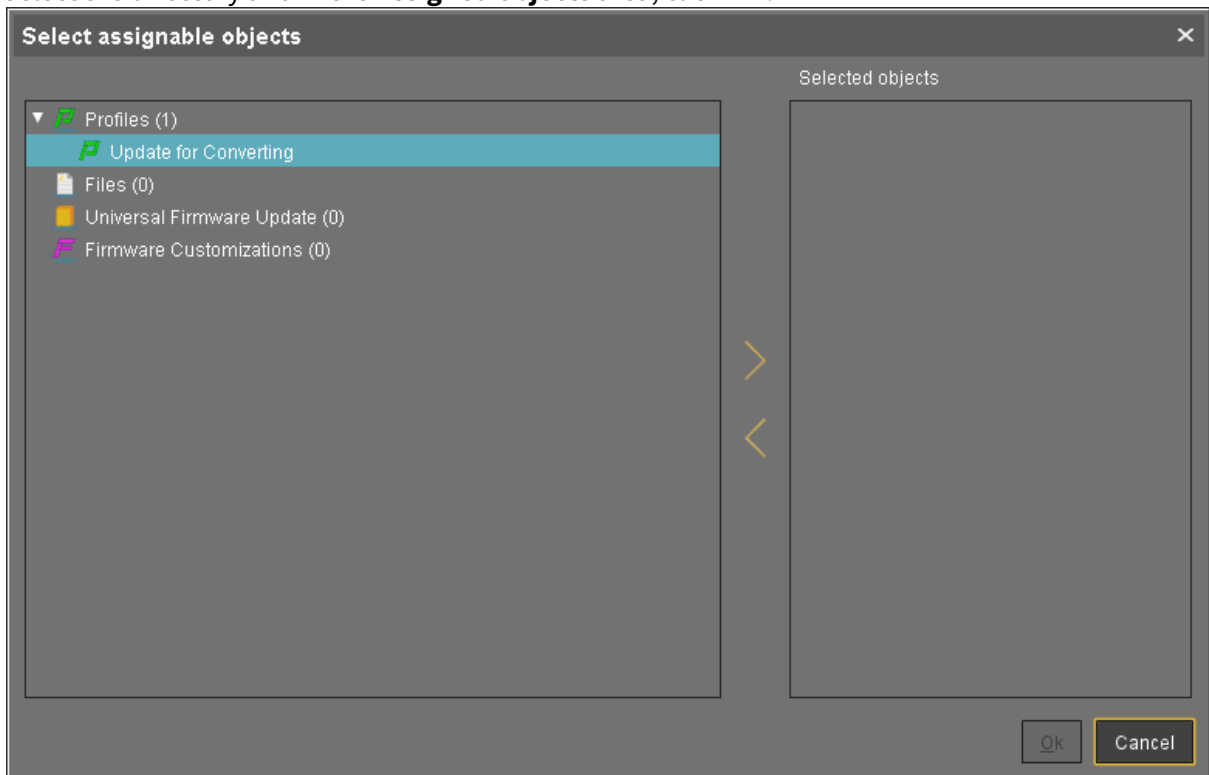 Select assignable objects
Selected objects
Profiles (1)
Update for Converting
Files (0)
Universal Firmware Update (0)
Firmware Customizations (0)
Ok
Cancel